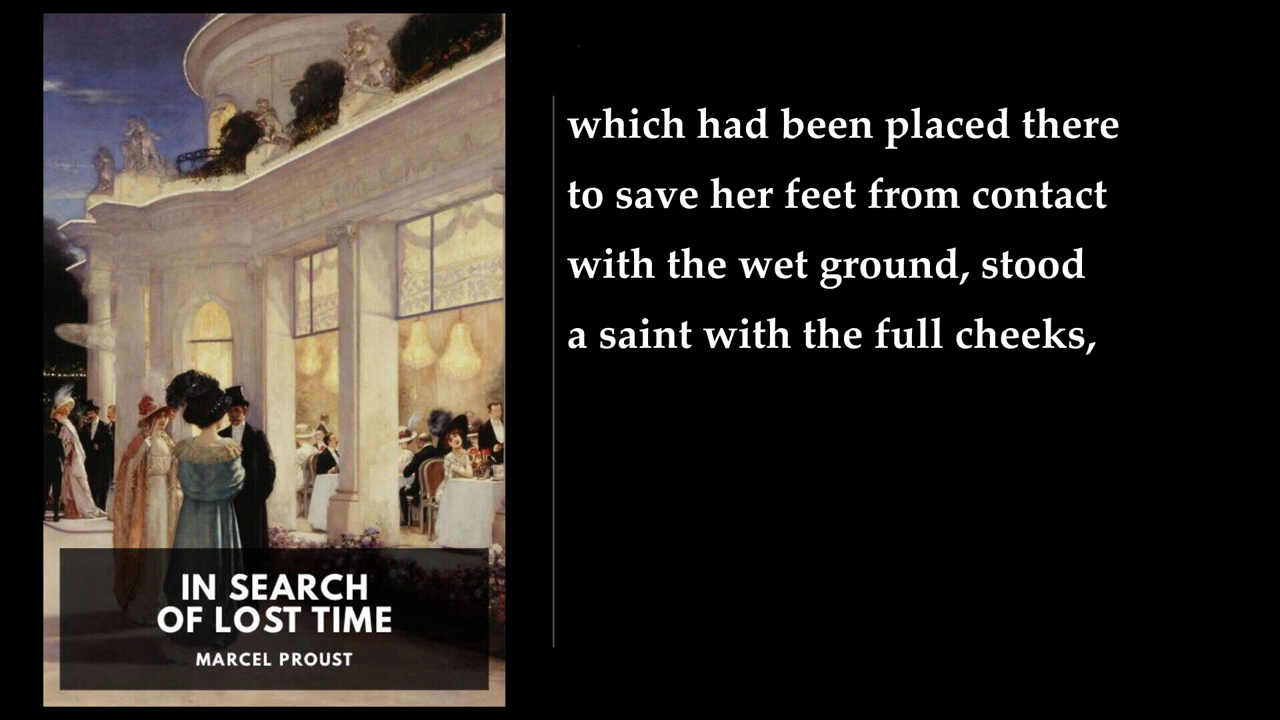 which had been placed there
to save her feet from contact
with the wet ground, stood
a saint with the full cheeks,
IN SEARCH
OF LOST TIME
MARCEL PROUST